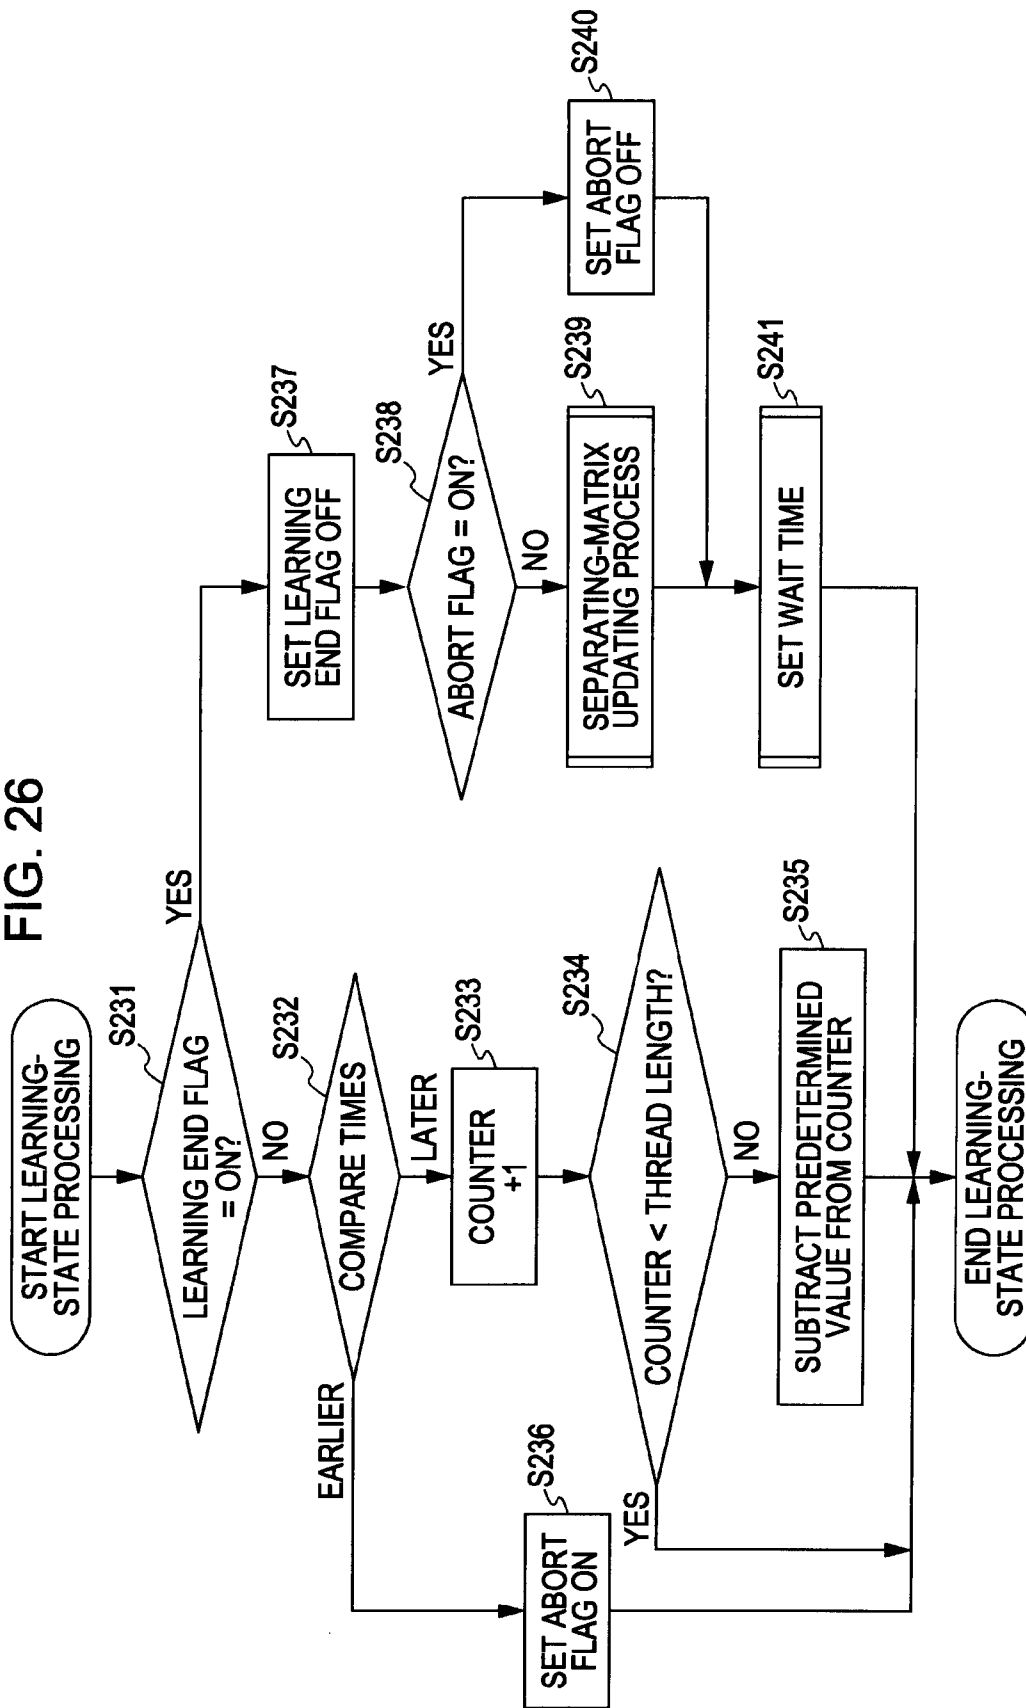 FIG. 26
START LEARNING-
STATE PROCESSING
S231
LEARNING END FLAG
= ON?
YES
NO
S232
COMPARE TIMES
EARLIER
LATER
S233
COUNTER
+1
S234
COUNTER < THREAD LENGTH?
YES
NO
S235
SUBTRACT PREDETERMINED
VALUE FROM COUNTER
S236
SET ABORT
FLAG ON
S237
SET LEARNING
END FLAG OFF
S238
ABORT FLAG = ON?
YES
NO
S239
SEPARATING-MATRIX
UPDATING PROCESS
S240
SET ABORT
FLAG OFF
S241
SET WAIT TIME
END LEARNING-
STATE PROCESSING